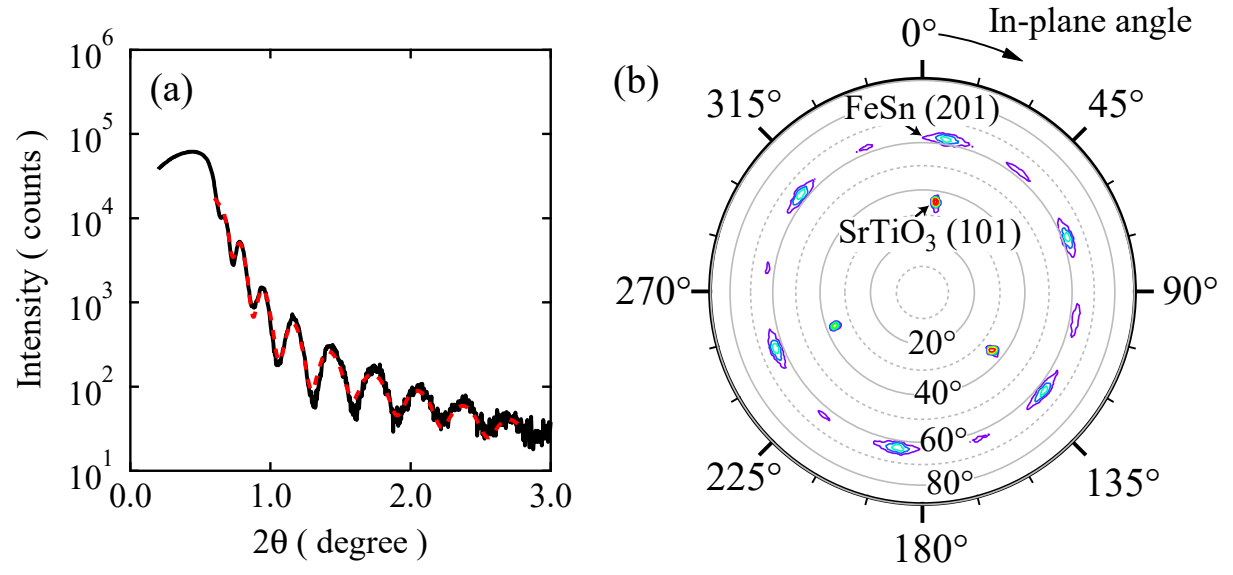 (a)
Intensity ( counts )
10^6
10^5
10^4
10^3
10^2
10^1
0.0 1.0 2.0 3.0
2θ ( degree )
(b)
In-plane angle
0°
45°
90°
135°
180°
225°
270°
315°
FeSn (201)
SrTiO₃ (101)
20°
40°
60°
80°